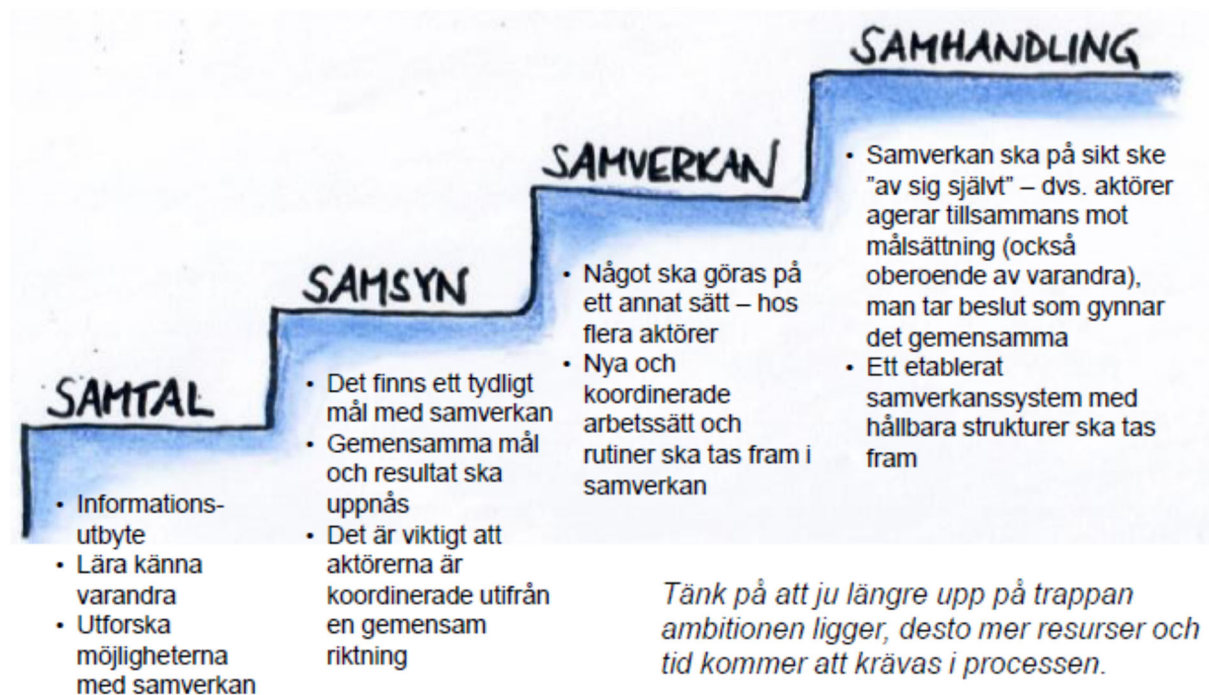 SAMTAL
• Informations-
utbyte
• Lära känna
varandra
• Utforska
möjligheterna
med samverkan
SAMSYN
• Det finns ett tydligt
mål med samverkan
• Gemensamma mål
och resultat ska
uppnås
• Det är viktigt att
aktörerna är
koordinerade utifrån
en gemensam
riktning
SAMVERKAN
• Något ska göras på
ett annat sätt – hos
flera aktörer
• Nya och
koordinerade
arbetssätt och
rutiner ska tas fram i
samverkan
SAMHANDLING
• Samverkan ska på sikt ske
”av sig självt” – dvs. aktörer
agerar tillsammans mot
målsättning (också
oberoende av varandra),
man tar beslut som gynnar
det gemensamma
• Ett etablerat
samverkanssystem med
hållbara strukturer ska tas
fram
Tänk på att ju längre upp på trappan
ambitionen ligger, desto mer resurser och
tid kommer att krävas i processen.